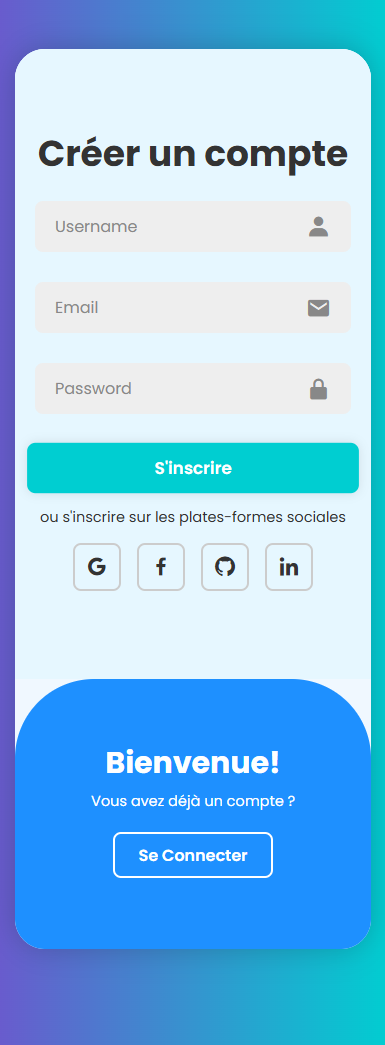 Créer un compte
Username
Email
Password
S'inscrire
ou s'inscrire sur les plates-formes sociales
Bienvenue!
Vous avez déjà un compte ?
Se Connecter